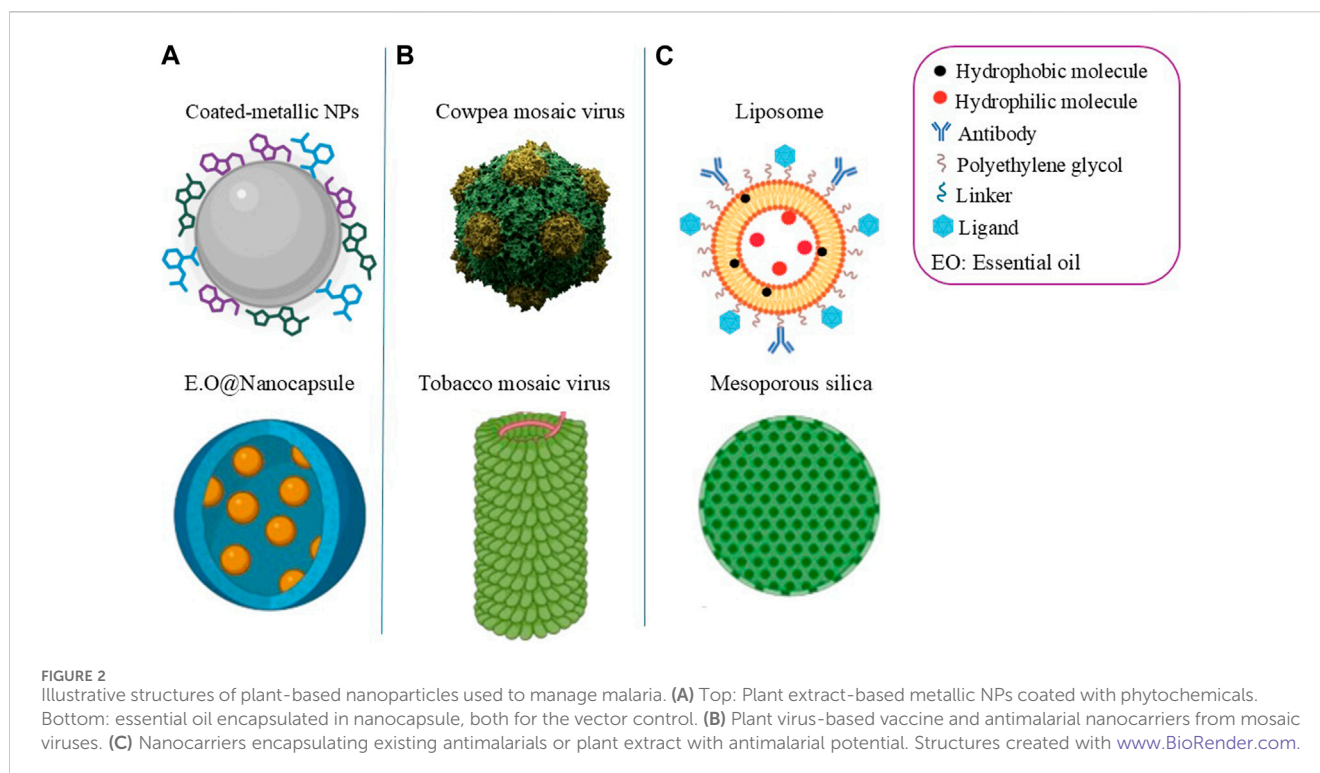 A
B
C
Coated-metallic NPs
Cowpea mosaic virus
Liposome
Hydrophobic molecule
Hydrophilic molecule
Antibody
Polyethylene glycol
Linker
Ligand
EO: Essential oil
E.O@Nanocapsule
Tobacco mosaic virus
Mesoporous silica
FIGURE 2
Illustrative structures of plant-based nanoparticles used to manage malaria. (A) Top: Plant extract-based metallic NPs coated with phytochemicals.
Bottom: essential oil encapsulated in nanocapsule, both for the vector control. (B) Plant virus-based vaccine and antimalarial nanocarriers from mosaic
viruses. (C) Nanocarriers encapsulating existing antimalarials or plant extract with antimalarial potential. Structures created with www.BioRender.com.